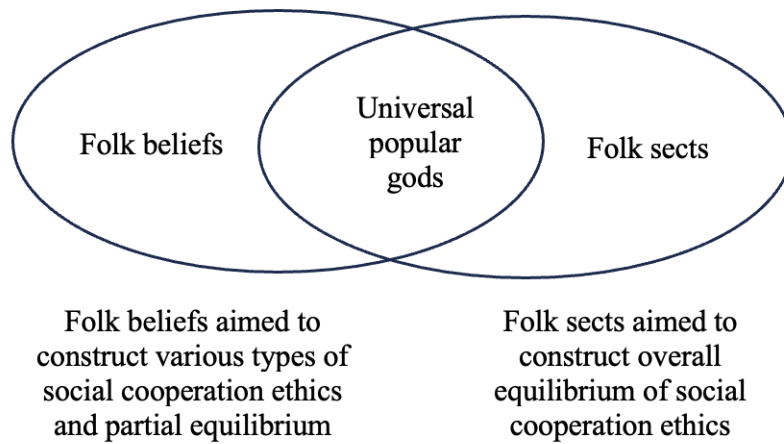 Folk beliefs
Universal
popular
gods
Folk sects
Folk beliefs aimed to
construct various types of
social cooperation ethics
and partial equilibrium
Folk sects aimed to
construct overall
equilibrium of social
cooperation ethics